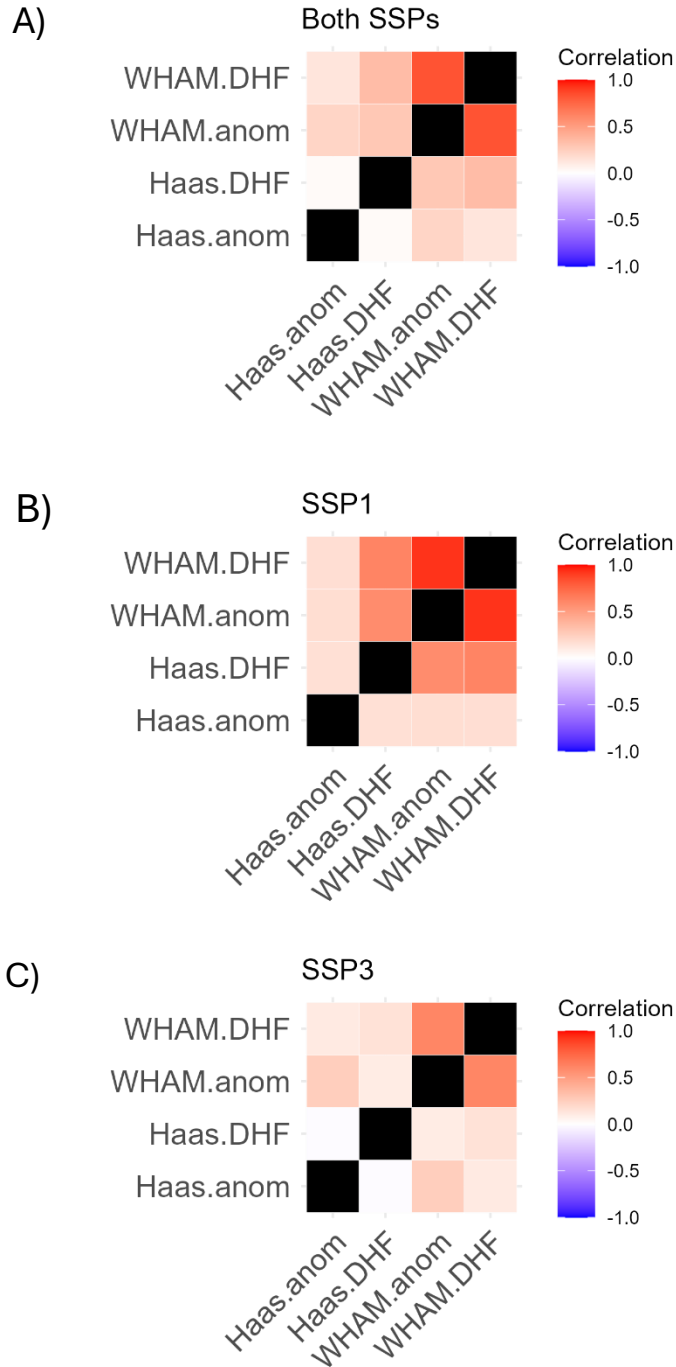 A)
Both SSPs
WHAM.DHF
WHAM.anom
Haas.DHF
Haas.anom
Haas.anom
Haas.DHF
WHAM.anom
WHAM.DHF
Correlation
1.0
0.5
0.0
-0.5
-1.0
B)
SSP1
WHAM.DHF
WHAM.anom
Haas.DHF
Haas.anom
Haas.anom
Haas.DHF
WHAM.anom
WHAM.DHF
Correlation
1.0
0.5
0.0
-0.5
-1.0
C)
SSP3
WHAM.DHF
WHAM.anom
Haas.DHF
Haas.anom
Haas.anom
Haas.DHF
WHAM.anom
WHAM.DHF
Correlation
1.0
0.5
0.0
-0.5
-1.0